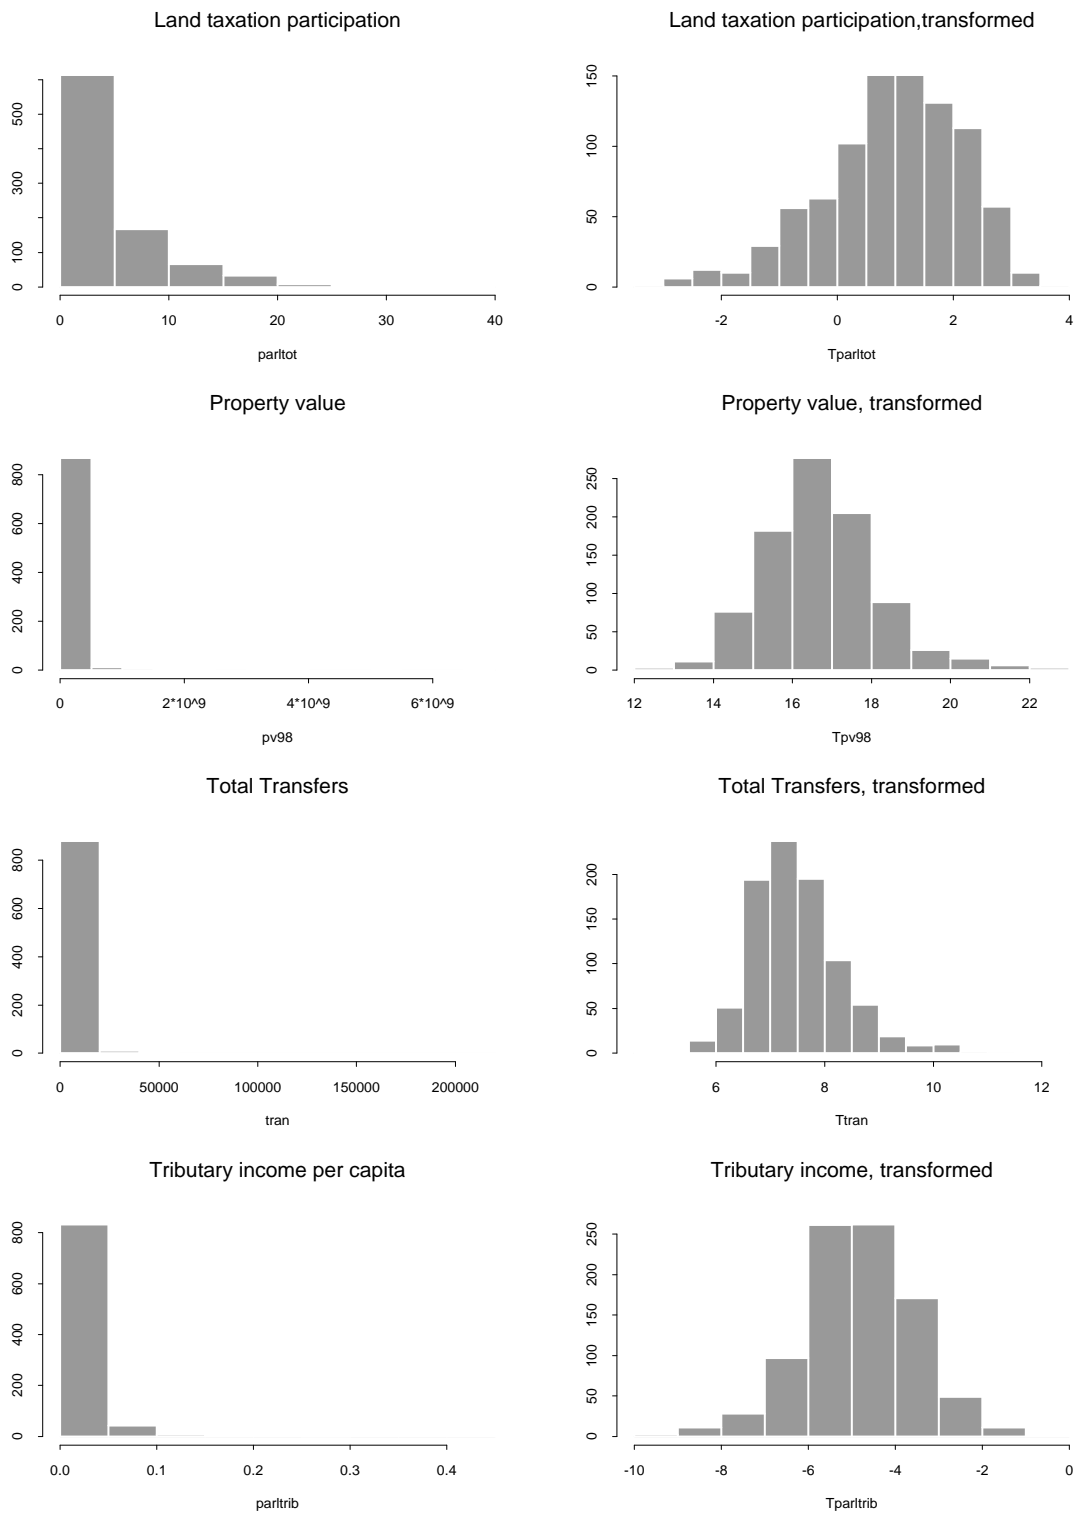 Land taxation participation
0 100 300 500
0 10 20 30 40
parltot
Land taxation participation,transformed
0 50 100 150
-2 0 2 4
Tparltot
Property value
0 200 400 600 800
0 2*10^9 4*10^9 6*10^9
pv98
Property value, transformed
0 50 100 150 200 250
12 14 16 18 20 22
Tpv98
Total Transfers
0 200 400 600 800
0 50000 100000 150000 200000
tran
Total Transfers, transformed
0 50 100 150 200
6 8 10 12
Ttran
Tributary income per capita
0 200 400 600 800
0.0 0.1 0.2 0.3 0.4
parltrib
Tributary income, transformed
0 50 100 150 200 250
-10 -8 -6 -4 -2 0
Tparltrib